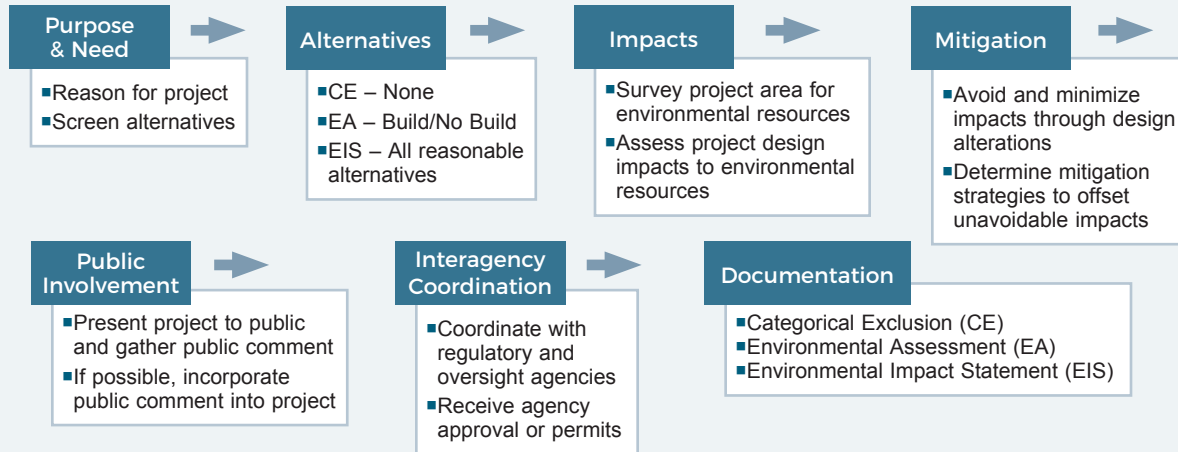 Purpose
& Need
■Reason for project
■Screen alternatives
Alternatives
■CE – None
■EA – Build/No Build
■EIS – All reasonable
alternatives
Impacts
■Survey project area for
environmental resources
■Assess project design
impacts to environmental
resources
Mitigation
■Avoid and minimize
impacts through design
alterations
■Determine mitigation
strategies to offset
unavoidable impacts
Public
Involvement
■Present project to public
and gather public comment
■If possible, incorporate
public comment into project
Interagency
Coordination
■Coordinate with
regulatory and
oversight agencies
■Receive agency
approval or permits
Documentation
■Categorical Exclusion (CE)
■Environmental Assessment (EA)
■Environmental Impact Statement (EIS)